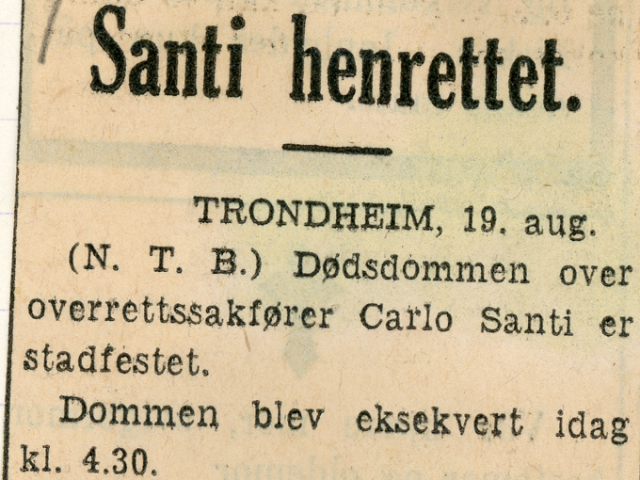 Santi henrettet.
TRONDHEIM, 19. aug.
(N. T. B.) Dødsdommen over
overrettssakfører Carlo Santi er
stadfestet.
Dommen blev eksekvert idag
kl. 4.30.